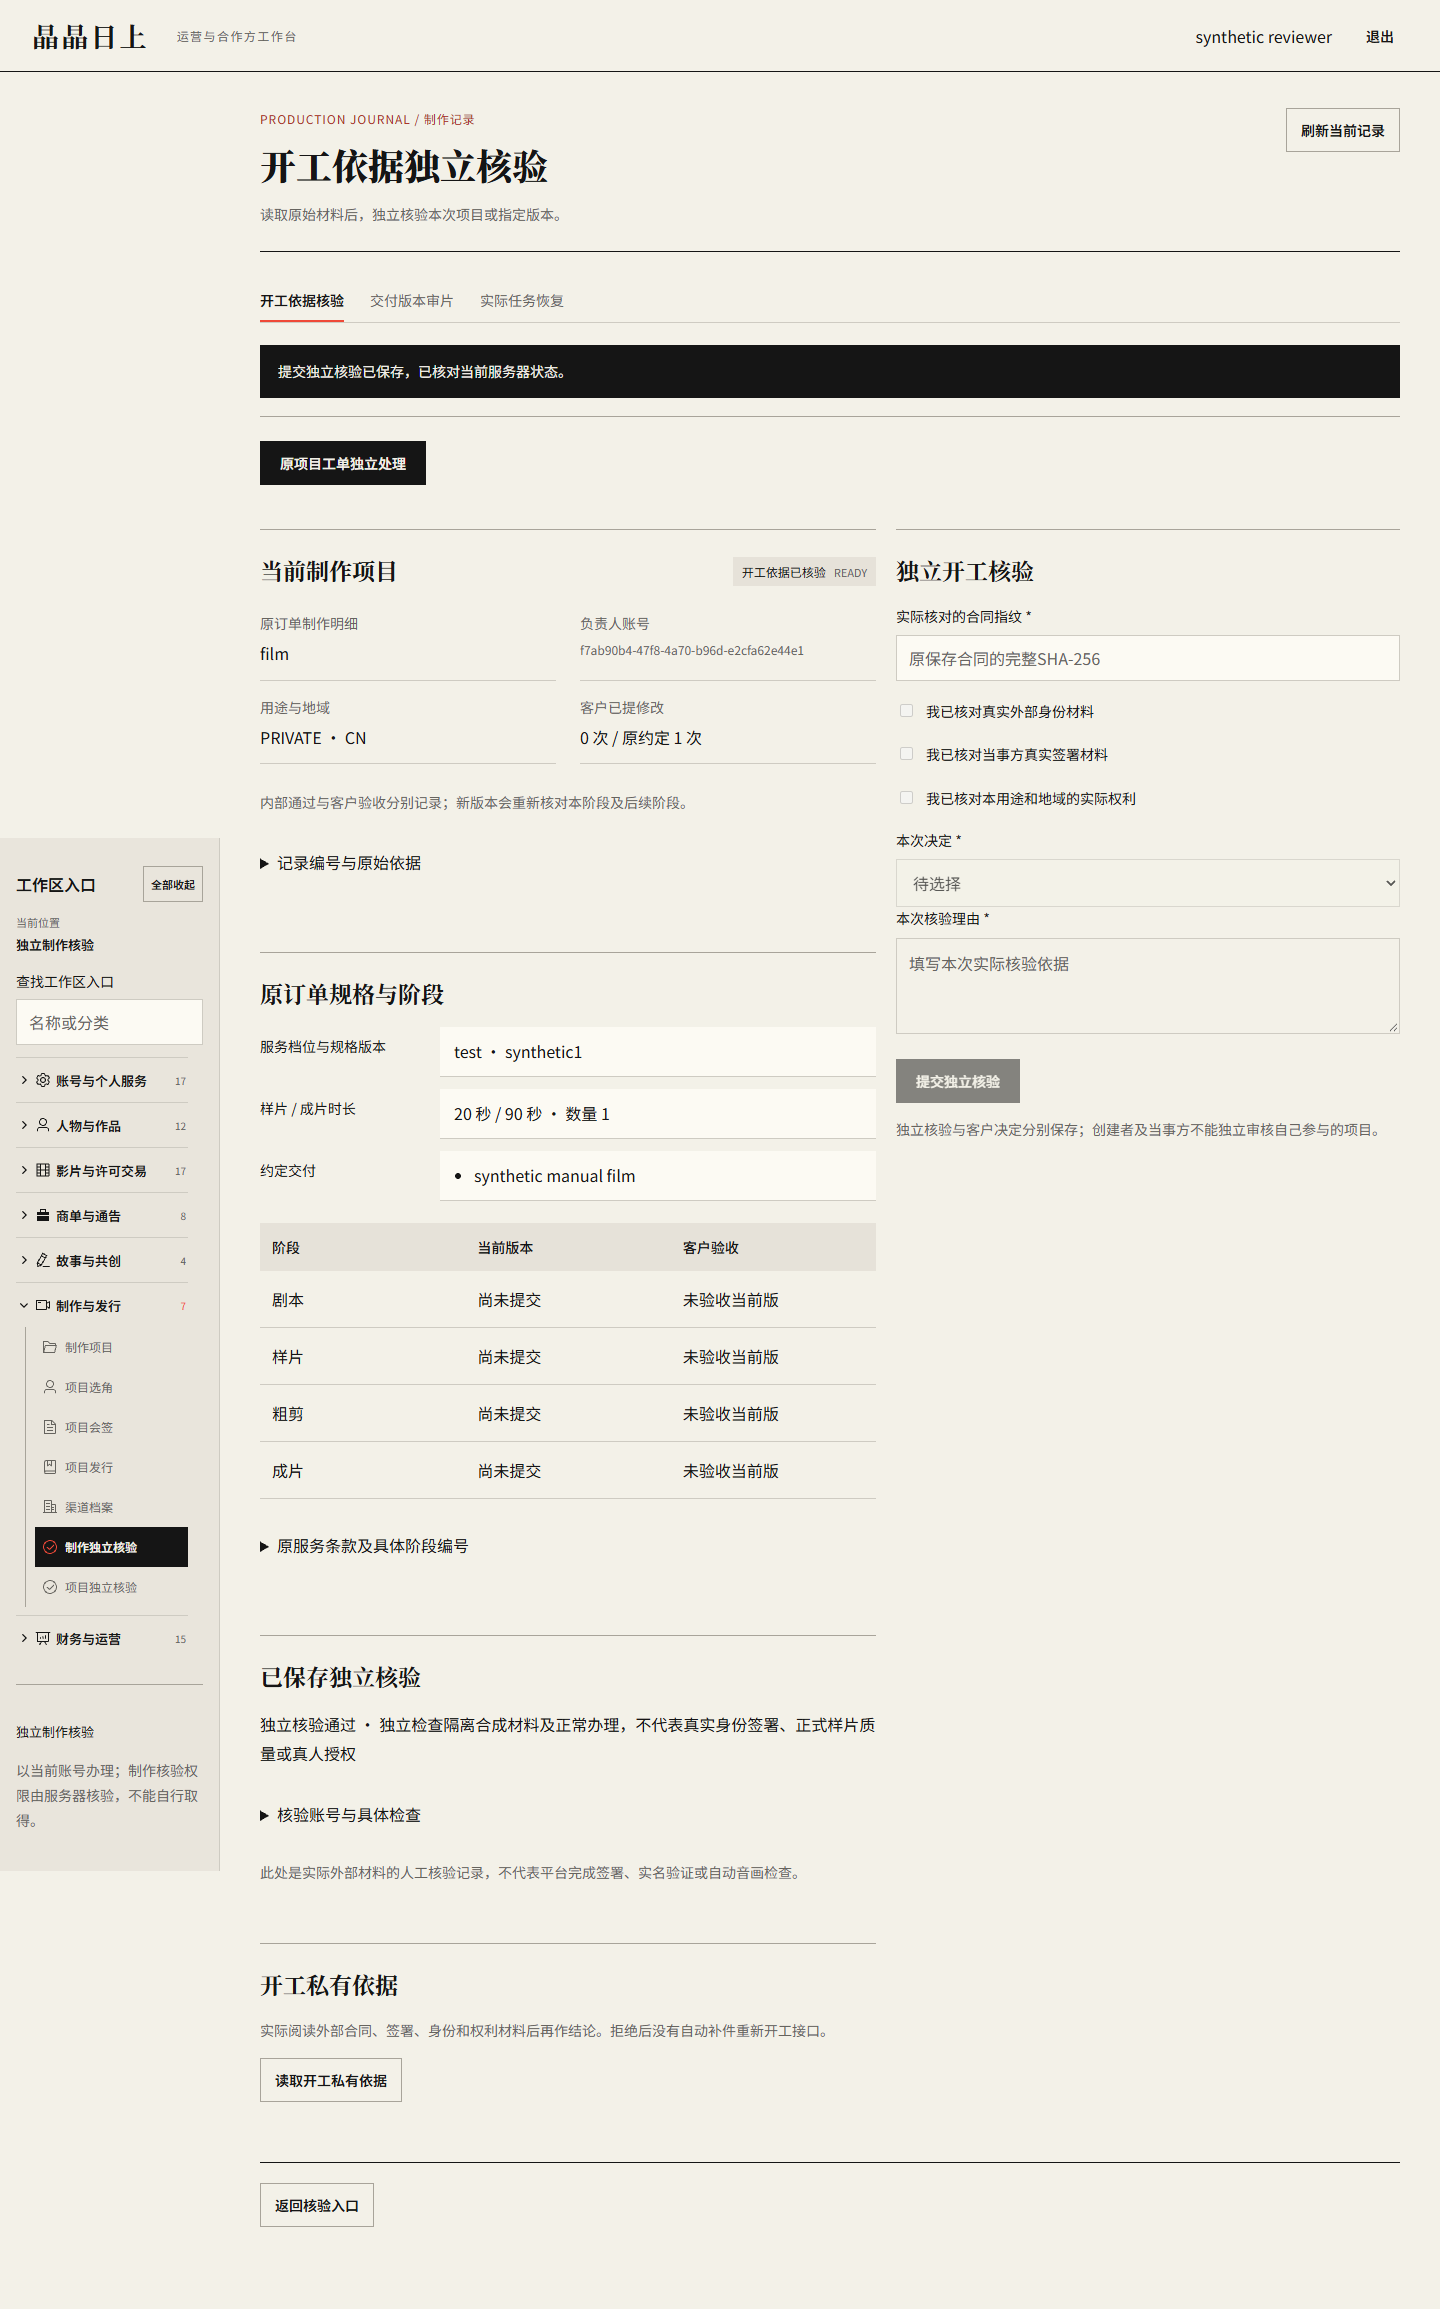 晶晶日上
运营与合作方工作台
synthetic reviewer
退出
PRODUCTION JOURNAL / 制作记录
刷新当前记录
开工依据独立核验
读取原始材料后，独立核验本次项目或指定版本。
开工依据核验
交付版本审片
实际任务恢复
提交独立核验已保存，已核对当前服务器状态。
原项目工单独立处理
当前制作项目
开工依据已核验 READY
原订单制作明细
film
负责人账号
f7ab90b4-47f8-4a70-b96d-e2cfa62e44e1
用途与地域
PRIVATE · CN
客户已提修改
0 次 / 原约定 1 次
内部通过与客户验收分别记录；新版本会重新核对本阶段及后续阶段。
记录编号与原始依据
原订单规格与阶段
服务档位与规格版本
test · synthetic1
样片 / 成片时长
20 秒 / 90 秒 · 数量 1
约定交付
• synthetic manual film
阶段 当前版本 客户验收
剧本 尚未提交 未验收当前版
样片 尚未提交 未验收当前版
粗剪 尚未提交 未验收当前版
成片 尚未提交 未验收当前版
原服务条款及具体阶段编号
已保存独立核验
独立核验通过 · 独立检查隔离合成材料及正常办理，不代表真实身份签署、正式样片质
量或真人授权
核验账号与具体检查
此处是实际外部材料的人工核验记录，不代表平台完成签署、实名验证或自动音画检查。
开工私有依据
实际阅读外部合同、签署、身份和权利材料后再作结论。拒绝后没有自动补件重新开工接口。
读取开工私有依据
返回核验入口
独立开工核验
实际核对的合同指纹 *
原保存合同的完整SHA-256
我已核对真实外部身份材料
我已核对当事方真实签署材料
我已核对本用途和地域的实际权利
本次决定 *
待选择
本次核验理由 *
填写本次实际核验依据
提交独立核验
独立核验与客户决定分别保存；创建者及当事方不能独立审核自己参与的项目。
工作区入口
全部收起
当前位置
独立制作核验
查找工作区入口
名称或分类
账号与个人服务 17
人物与作品 12
影片与许可交易 17
商单与通告 8
故事与共创 4
制作与发行 7
制作项目
项目选角
项目会签
项目发行
渠道档案
制作独立核验
项目独立核验
财务与运营 15
独立制作核验
以当前账号办理；制作核验权
限由服务器核验，不能自行取
得。